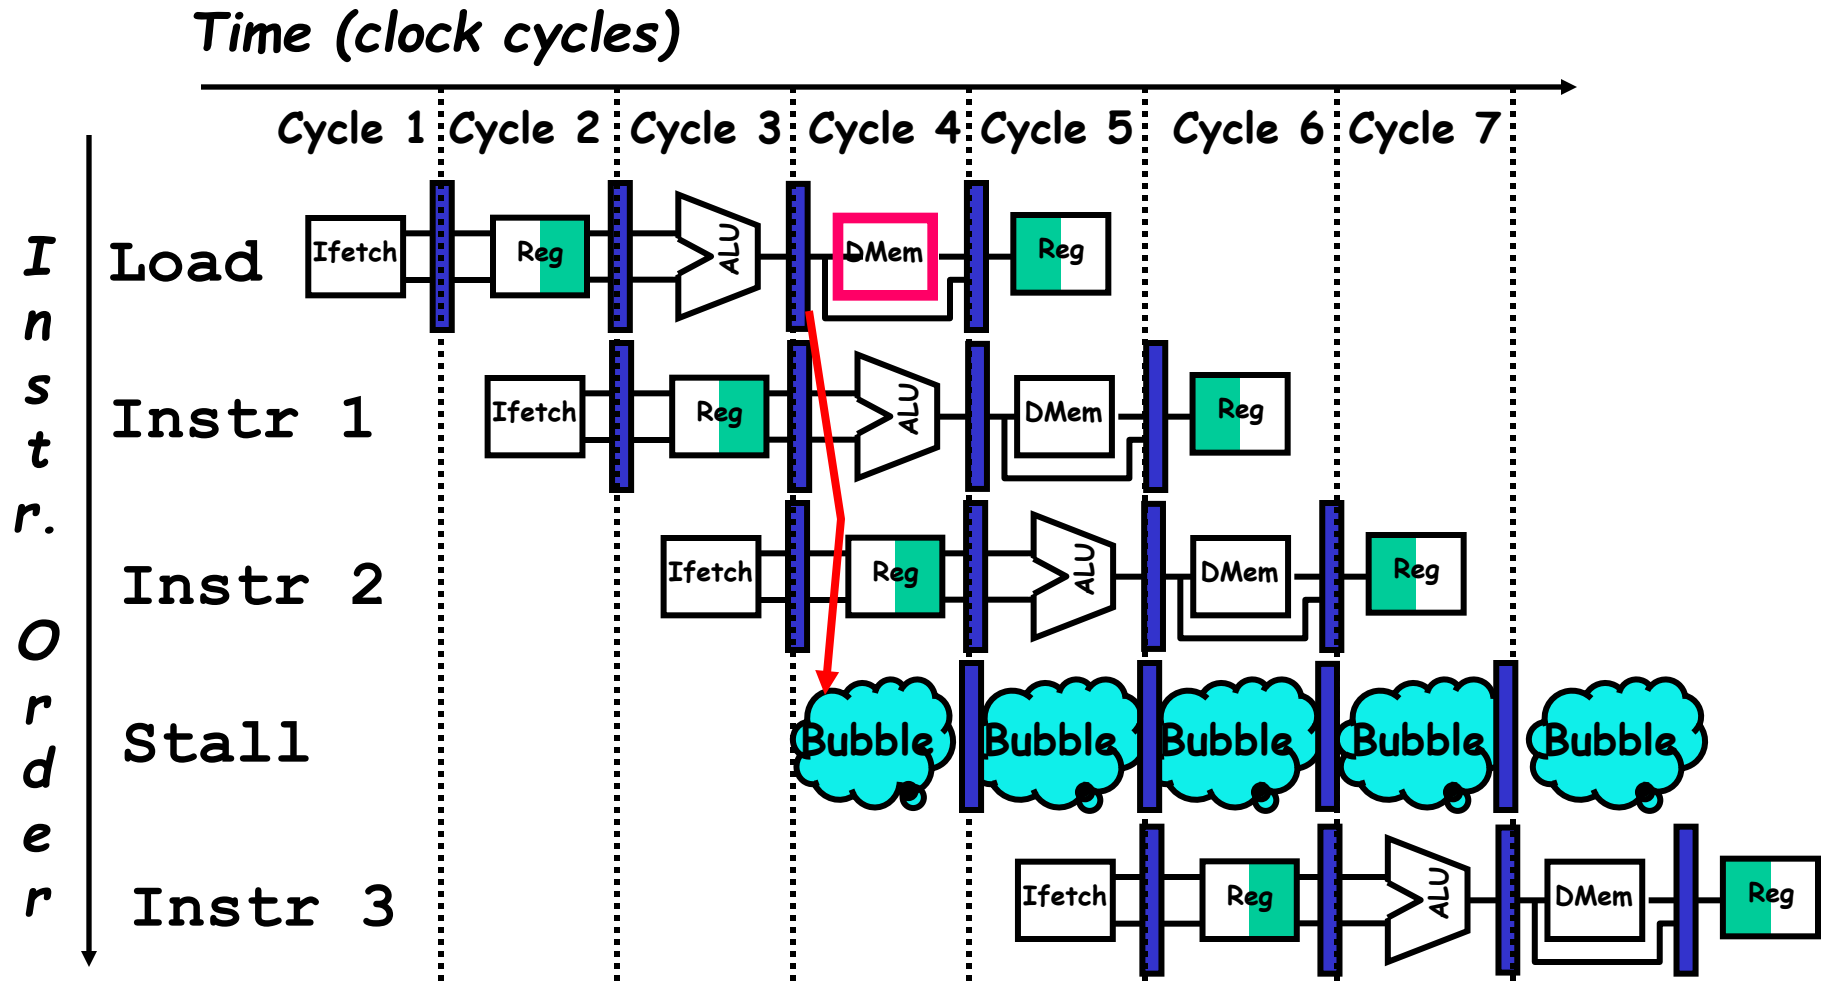 Time (clock cycles)
Cycle 1 Cycle 2 Cycle 3 Cycle 4 Cycle 5 Cycle 6 Cycle 7
Instr. Order
Load Ifetch Reg ALU DMem Reg
Instr 1 Ifetch Reg ALU DMem Reg
Instr 2 Ifetch Reg ALU DMem Reg
Stall Bubble Bubble Bubble Bubble Bubble
Instr 3 Ifetch Reg ALU DMem Reg